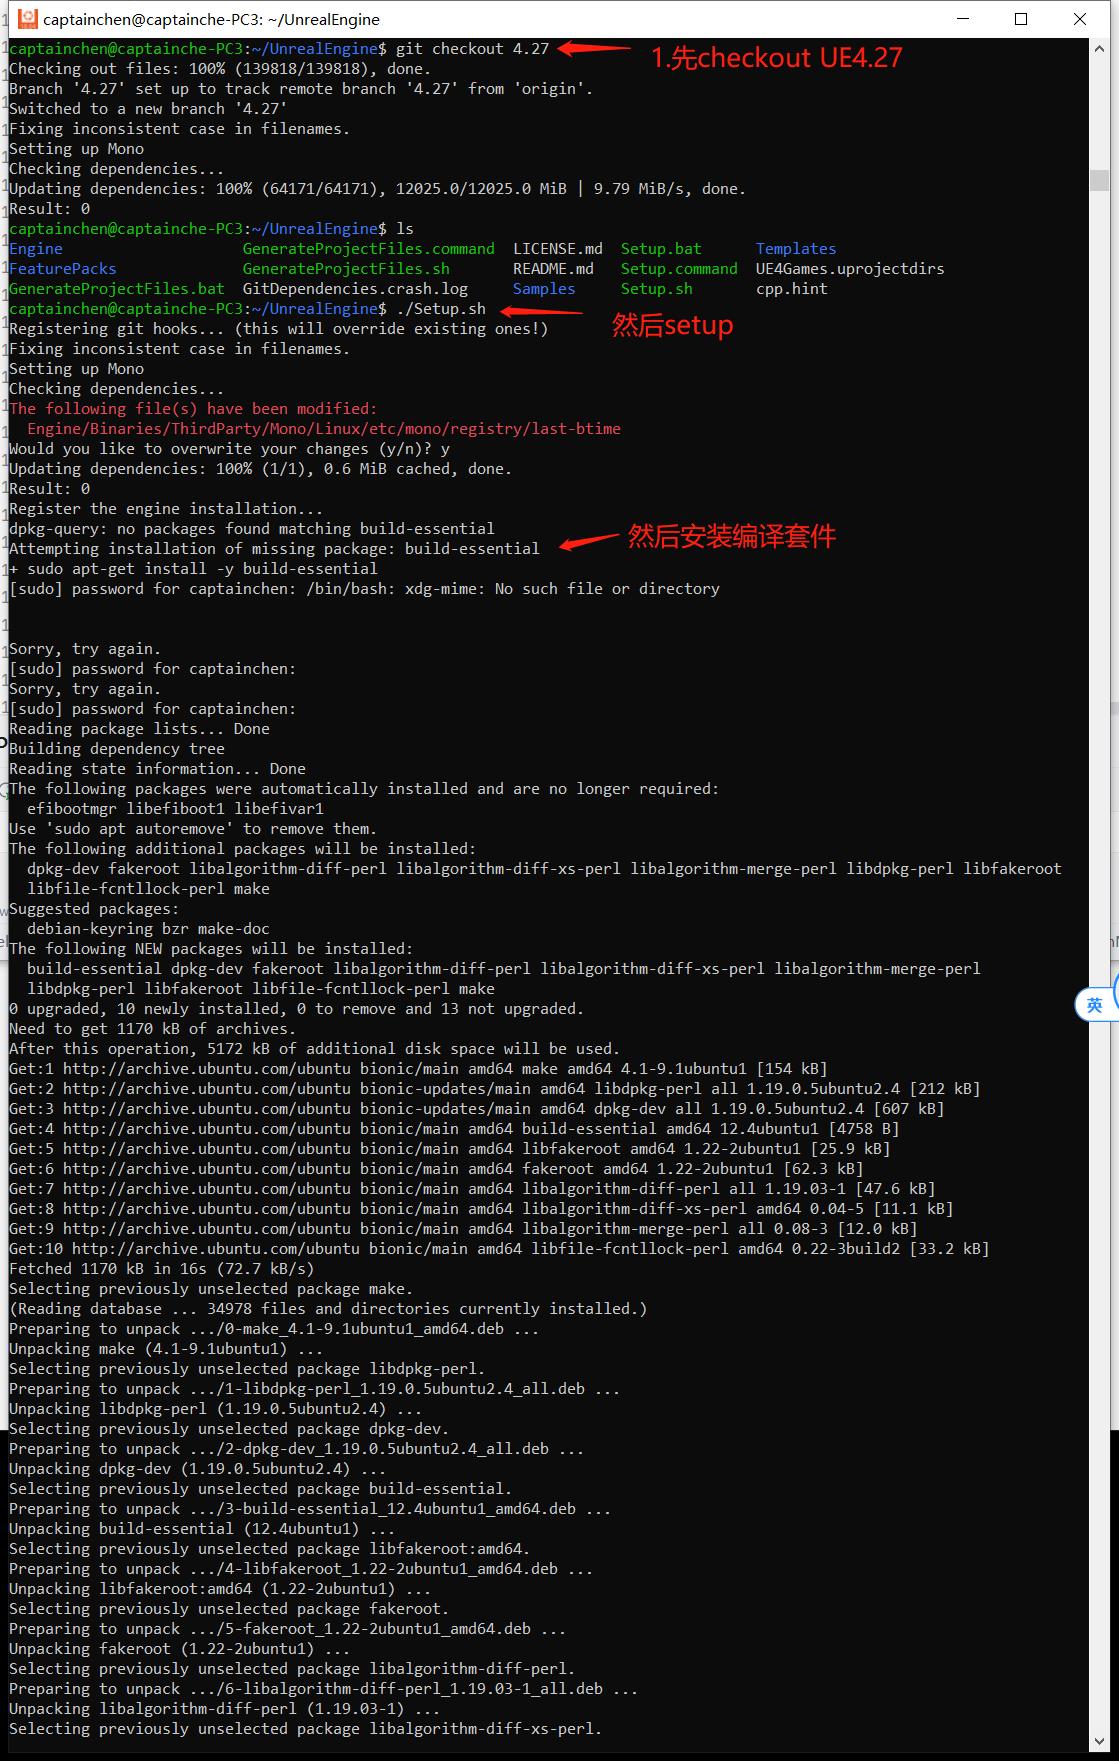 captainchen@captainche-PC3: ~/UnrealEngine
captainchen@captainche-PC3:~/UnrealEngine$ git checkout 4.27
1.先checkout UE4.27
Checking out files: 100% (139818/139818), done.
Branch '4.27' set up to track remote branch '4.27' from 'origin'.
Switched to a new branch '4.27'
Fixing inconsistent case in filenames.
Setting up Mono
Checking dependencies...
Updating dependencies: 100% (64171/64171), 12025.0/12025.0 MiB | 9.79 MiB/s, done.
Result: 0
captainchen@captainche-PC3:~/UnrealEngine$ ls
Engine GenerateProjectFiles.command LICENSE.md Setup.bat Templates
FeaturePacks GenerateProjectFiles.sh README.md Setup.command UE4Games.uprojectdirs
GenerateProjectFiles.bat GitDependencies.crash.log Samples Setup.sh cpp.hint
captainchen@captainche-PC3:~/UnrealEngine$ ./Setup.sh
然后setup
Registering git hooks... (this will override existing ones!)
Fixing inconsistent case in filenames.
Setting up Mono
Checking dependencies...
The following file(s) have been modified:
Engine/Binaries/ThirdParty/Mono/Linux/etc/mono/registry/last-btime
Would you like to overwrite your changes (y/n)? y
Updating dependencies: 100% (1/1), 0.6 MiB cached, done.
Result: 0
Register the engine installation...
dpkg-query: no packages found matching build-essential
Attempting installation of missing package: build-essential
然后安装编译套件
+ sudo apt-get install -y build-essential
[sudo] password for captainchen: /bin/bash: xdg-mime: No such file or directory
Sorry, try again.
[sudo] password for captainchen:
Sorry, try again.
[sudo] password for captainchen:
Reading package lists... Done
Building dependency tree
Reading state information... Done
The following packages were automatically installed and are no longer required:
efibootmgr libefiboot1 libefivar1
Use 'sudo apt autoremove' to remove them.
The following additional packages will be installed:
dpkg-dev fakeroot libalgorithm-diff-perl libalgorithm-diff-xs-perl libalgorithm-merge-perl libdpkg-perl libfakeroot
libfile-fcntllock-perl make
Suggested packages:
debian-keyring bzr make-doc
The following NEW packages will be installed:
build-essential dpkg-dev fakeroot libalgorithm-diff-perl libalgorithm-diff-xs-perl libalgorithm-merge-perl
libdpkg-perl libfakeroot libfile-fcntllock-perl make
0 upgraded, 10 newly installed, 0 to remove and 13 not upgraded.
英
Need to get 1170 kB of archives.
After this operation, 5172 kB of additional disk space will be used.
Get:1 http://archive.ubuntu.com/ubuntu bionic/main amd64 make amd64 4.1-9.1ubuntu1 [154 kB]
Get:2 http://archive.ubuntu.com/ubuntu bionic-updates/main amd64 libdpkg-perl all 1.19.0.5ubuntu2.4 [212 kB]
Get:3 http://archive.ubuntu.com/ubuntu bionic-updates/main amd64 dpkg-dev all 1.19.0.5ubuntu2.4 [607 kB]
Get:4 http://archive.ubuntu.com/ubuntu bionic/main amd64 build-essential amd64 12.4ubuntu1 [4758 B]
Get:5 http://archive.ubuntu.com/ubuntu bionic/main amd64 libfakeroot amd64 1.22-2ubuntu1 [25.9 kB]
Get:6 http://archive.ubuntu.com/ubuntu bionic/main amd64 fakeroot amd64 1.22-2ubuntu1 [62.3 kB]
Get:7 http://archive.ubuntu.com/ubuntu bionic/main amd64 libalgorithm-diff-perl all 1.19.03-1 [47.6 kB]
Get:8 http://archive.ubuntu.com/ubuntu bionic/main amd64 libalgorithm-diff-xs-perl amd64 0.04-5 [11.1 kB]
Get:9 http://archive.ubuntu.com/ubuntu bionic/main amd64 libalgorithm-merge-perl all 0.08-3 [12.0 kB]
Get:10 http://archive.ubuntu.com/ubuntu bionic/main amd64 libfile-fcntllock-perl amd64 0.22-3build2 [33.2 kB]
Fetched 1170 kB in 16s (72.7 kB/s)
Selecting previously unselected package make.
(Reading database ... 34978 files and directories currently installed.)
Preparing to unpack .../0-make_4.1-9.1ubuntu1_amd64.deb ...
Unpacking make (4.1-9.1ubuntu1) ...
Selecting previously unselected package libdpkg-perl.
Preparing to unpack .../1-libdpkg-perl_1.19.0.5ubuntu2.4_all.deb ...
Unpacking libdpkg-perl (1.19.0.5ubuntu2.4) ...
Selecting previously unselected package dpkg-dev.
Preparing to unpack .../2-dpkg-dev_1.19.0.5ubuntu2.4_all.deb ...
Unpacking dpkg-dev (1.19.0.5ubuntu2.4) ...
Selecting previously unselected package build-essential.
Preparing to unpack .../3-build-essential_12.4ubuntu1_amd64.deb ...
Unpacking build-essential (12.4ubuntu1) ...
Selecting previously unselected package libfakeroot:amd64.
Preparing to unpack .../4-libfakeroot_1.22-2ubuntu1_amd64.deb ...
Unpacking libfakeroot:amd64 (1.22-2ubuntu1) ...
Selecting previously unselected package fakeroot.
Preparing to unpack .../5-fakeroot_1.22-2ubuntu1_amd64.deb ...
Unpacking fakeroot (1.22-2ubuntu1) ...
Selecting previously unselected package libalgorithm-diff-perl.
Preparing to unpack .../6-libalgorithm-diff-perl_1.19.03-1_all.deb ...
Unpacking libalgorithm-diff-perl (1.19.03-1) ...
Selecting previously unselected package libalgorithm-diff-xs-perl.